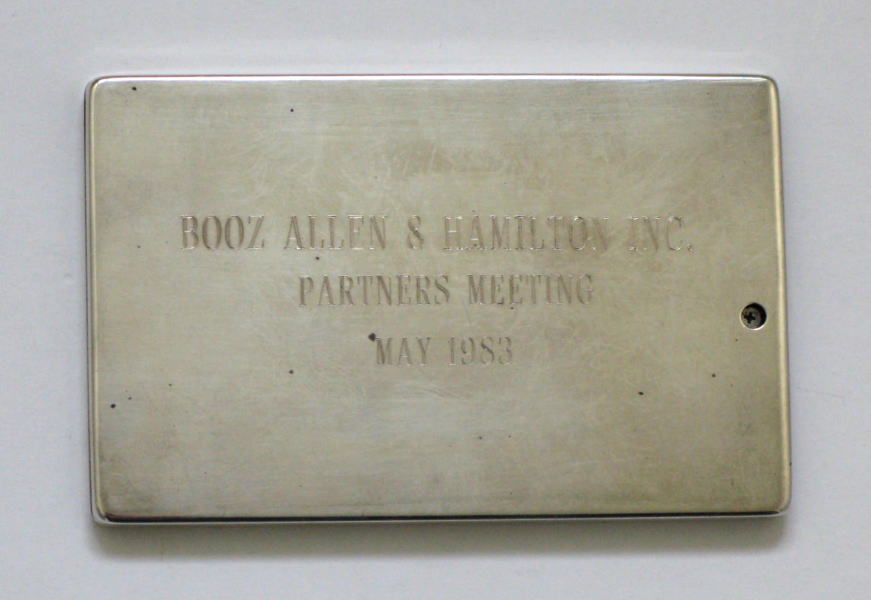 BOOZ ALLEN & HAMILTON INC.
PARTNERS MEETING
MAY 1983